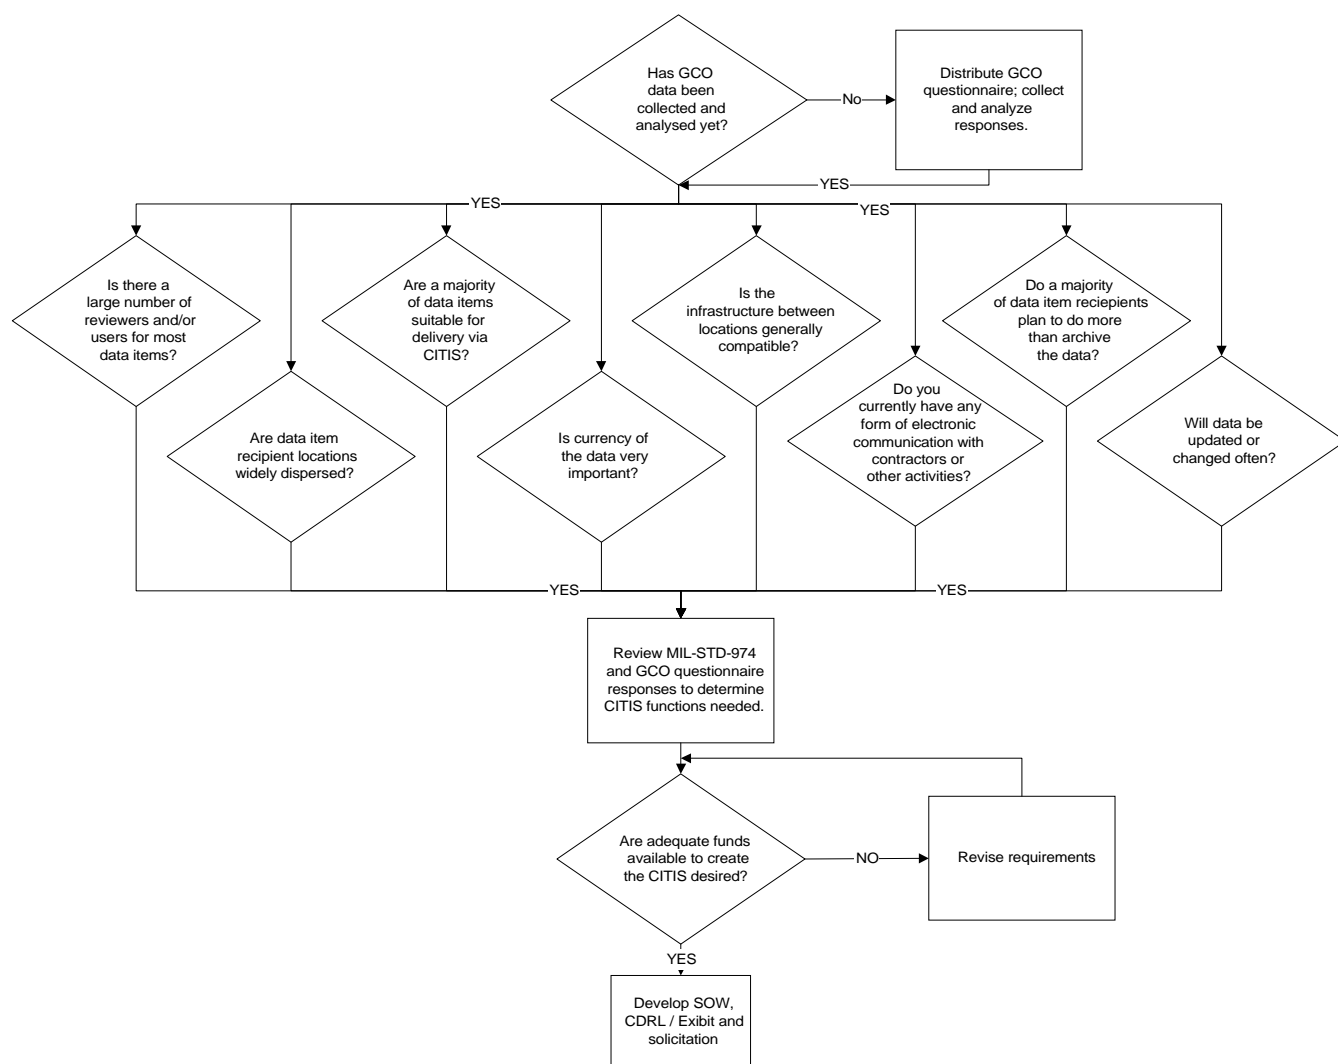 Has GCO
data been
collected and
analysed yet?
No
Distribute GCO
questionnaire; collect
and analyze
responses.
YES
YES
YES
Is there a
large number of
reviewers and/or
users for most
data items?
Are data item
recipient locations
widely dispersed?
Are a majority
of data items
suitable for
delivery via
CITIS?
Is currency of
the data very
important?
Is the
infrastructure between
locations generally
compatible?
Do you
currently have any
form of electronic
communication with
contractors or
other activities?
Do a majority
of data item reciepients
plan to do more
than archive
the data?
Will data be
updated or
changed often?
YES
YES
Review MIL-STD-974
and GCO questionnaire
responses to determine
CITIS functions needed.
Are adequate funds
available to create
the CITIS desired?
NO
Revise requirements
YES
Develop SOW,
CDRL / Exibit and
solicitation